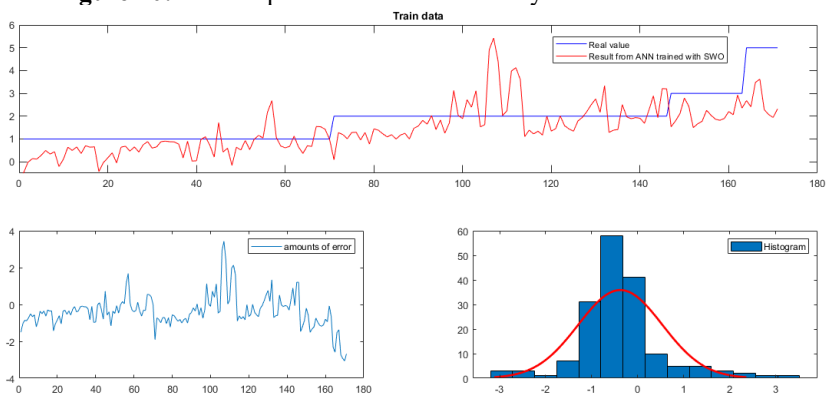 Train data
6
5
4
3
2
1
0
Real value
Result from ANN trained with SWO
0 20 40 60 80 100 120 140 160 180
4
2
0
-2
-4
amounts of error
0 20 40 60 80 100 120 140 160 180
60
50
40
30
20
10
0
Histogram
-3 -2 -1 0 1 2 3